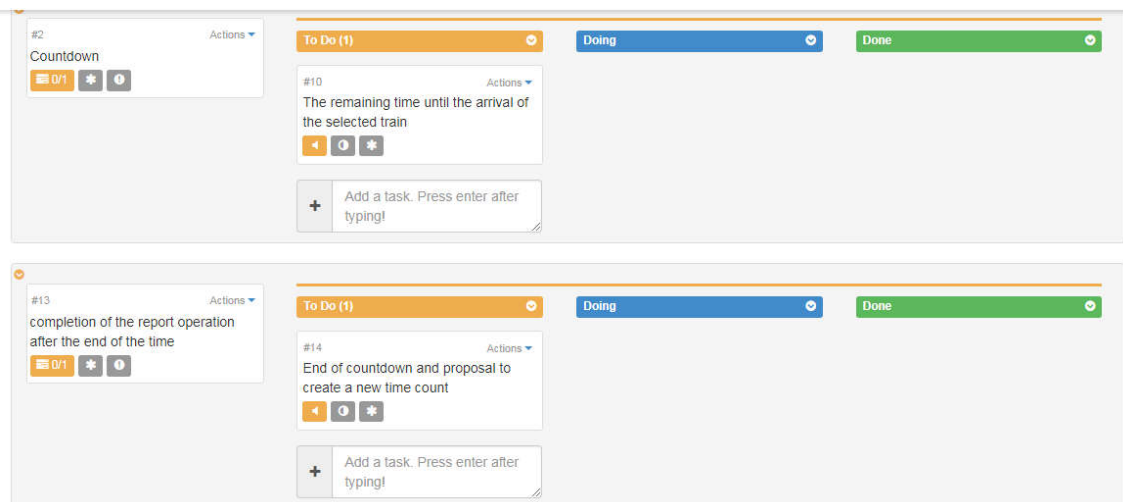 #2 Actions
Countdown
0/1
To Do (1)
Doing
Done
#10 Actions
The remaining time until the arrival of
the selected train
Add a task. Press enter after
typing!
#13 Actions
completion of the report operation
after the end of the time
0/1
To Do (1)
Doing
Done
#14 Actions
End of countdown and proposal to
create a new time count
Add a task. Press enter after
typing!